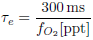 τ_e = 300 ms / f_{O_2}[ppt]